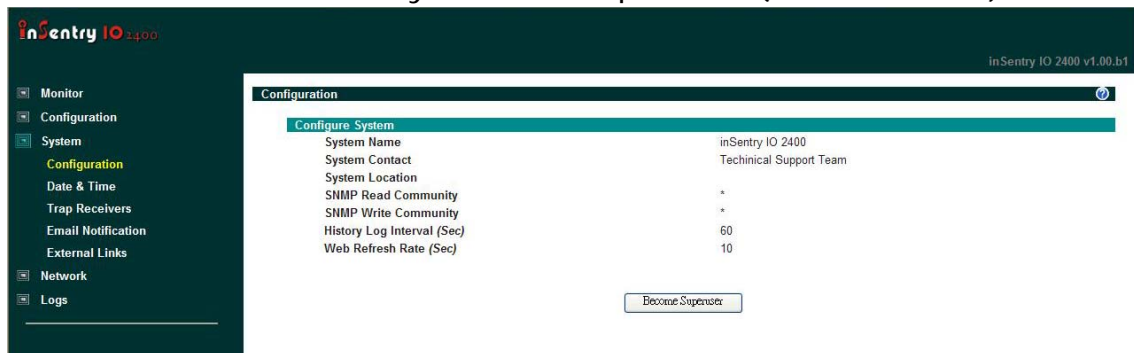 inSentry IO 2400
inSentry IO 2400 v1.00.b1
Monitor
Configuration
System
Configuration
Date & Time
Trap Receivers
Email Notification
External Links
Network
Logs
Configuration
Configure System
System Name inSentry IO 2400
System Contact Techinical Support Team
System Location
SNMP Read Community *
SNMP Write Community *
History Log Interval (Sec) 60
Web Refresh Rate (Sec) 10
Become Superuser